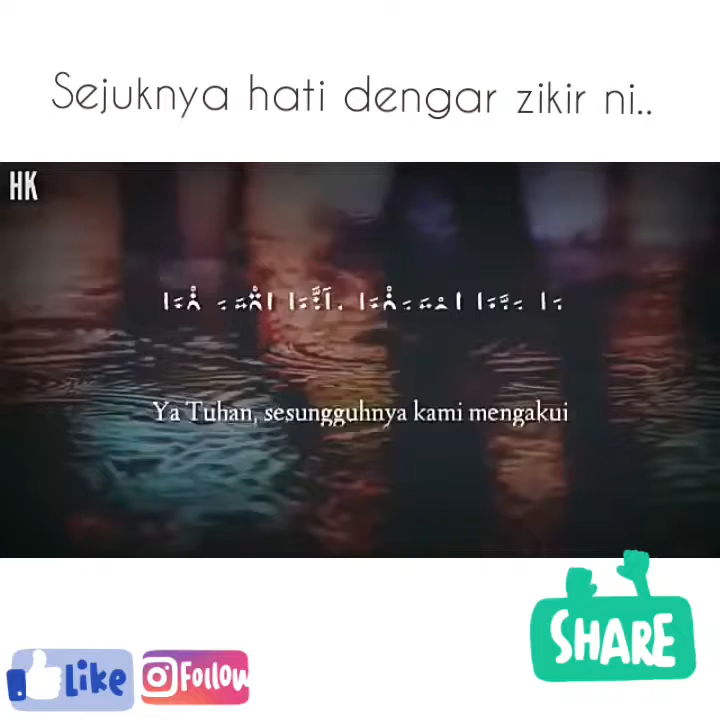 Sejuknya hati dengar zikir ni..
HK
Ya Tuhan, sesungguhnya kami mengakui
SHARE
Like
Follow